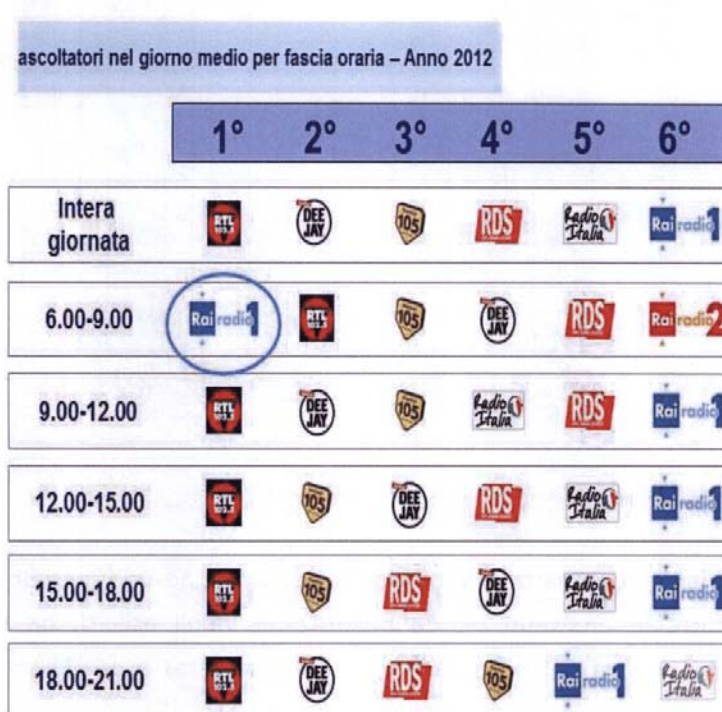 ascoltatori nel giorno medio per fascia oraria – Anno 2012
1° 2° 3° 4° 5° 6°
Intera giornata RTL 102.5 DEE JAY 105 RDS Radio Italia Rai radio 1
6.00-9.00 Rai radio 1 RTL 102.5 105 DEE JAY RDS Rai radio 2
9.00-12.00 RTL 102.5 DEE JAY 105 Radio Italia RDS Rai radio 1
12.00-15.00 RTL 102.5 105 DEE JAY RDS Radio Italia Rai radio 1
15.00-18.00 RTL 102.5 105 RDS DEE JAY Radio Italia Rai radio 1
18.00-21.00 RTL 102.5 DEE JAY RDS 105 Rai radio 1 Radio Italia